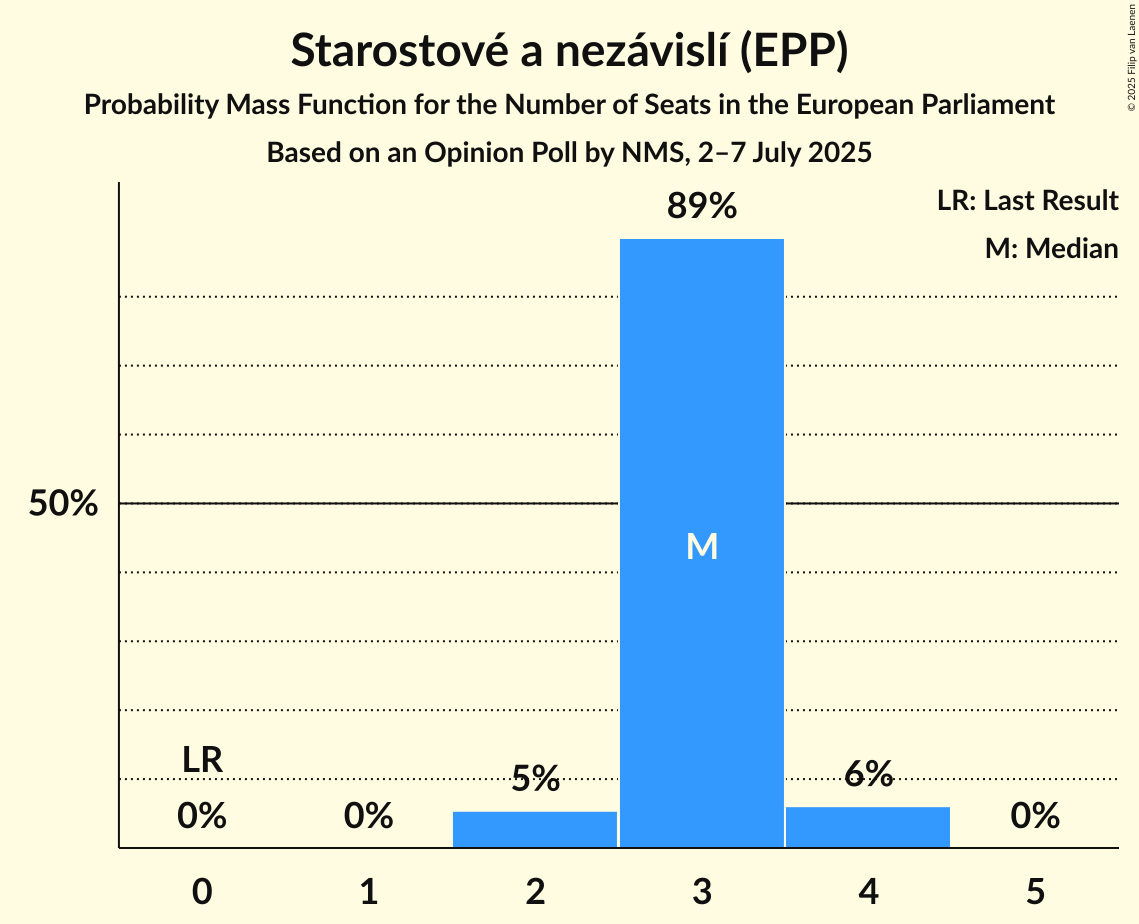 Starostové a nezávislí (EPP)
Probability Mass Function for the Number of Seats in the European Parliament
Based on an Opinion Poll by NMS, 2–7 July 2025
© 2025 Filip van Laenen
LR: Last Result
M: Median
89%
50%
M
LR
0%
0%
5%
6%
0%
0
1
2
3
4
5